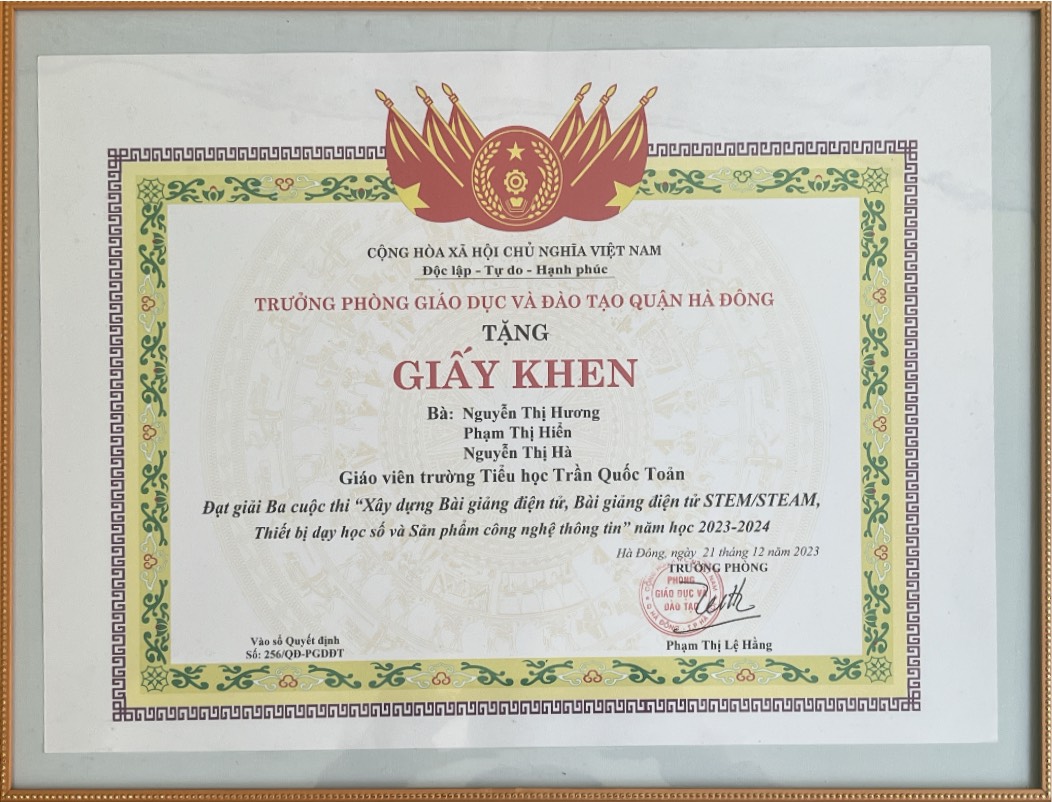 CỘNG HÒA XÃ HỘI CHỦ NGHĨA VIỆT NAM
Độc lập - Tự do - Hạnh phúc
TRƯỞNG PHÒNG GIÁO DỤC VÀ ĐÀO TẠO QUẬN HÀ ĐÔNG
TẶNG
GIẤY KHEN
Bà: Nguyễn Thị Hương
Phạm Thị Hiển
Nguyễn Thị Hà
Giáo viên trường Tiểu học Trần Quốc Toản
Đạt giải Ba cuộc thi “Xây dựng Bài giảng điện tử, Bài giảng điện tử STEM/STEAM,
Thiết bị dạy học số và Sản phẩm công nghệ thông tin” năm học 2023-2024
Hà Đông, ngày 21 tháng 12 năm 2023
TRƯỞNG PHÒNG
PHÒNG
GIÁO DỤC VÀ
ĐÀO TẠO
Phạm Thị Lệ Hằng
Vào sổ Quyết định
Số: 256/QĐ-PGDĐT